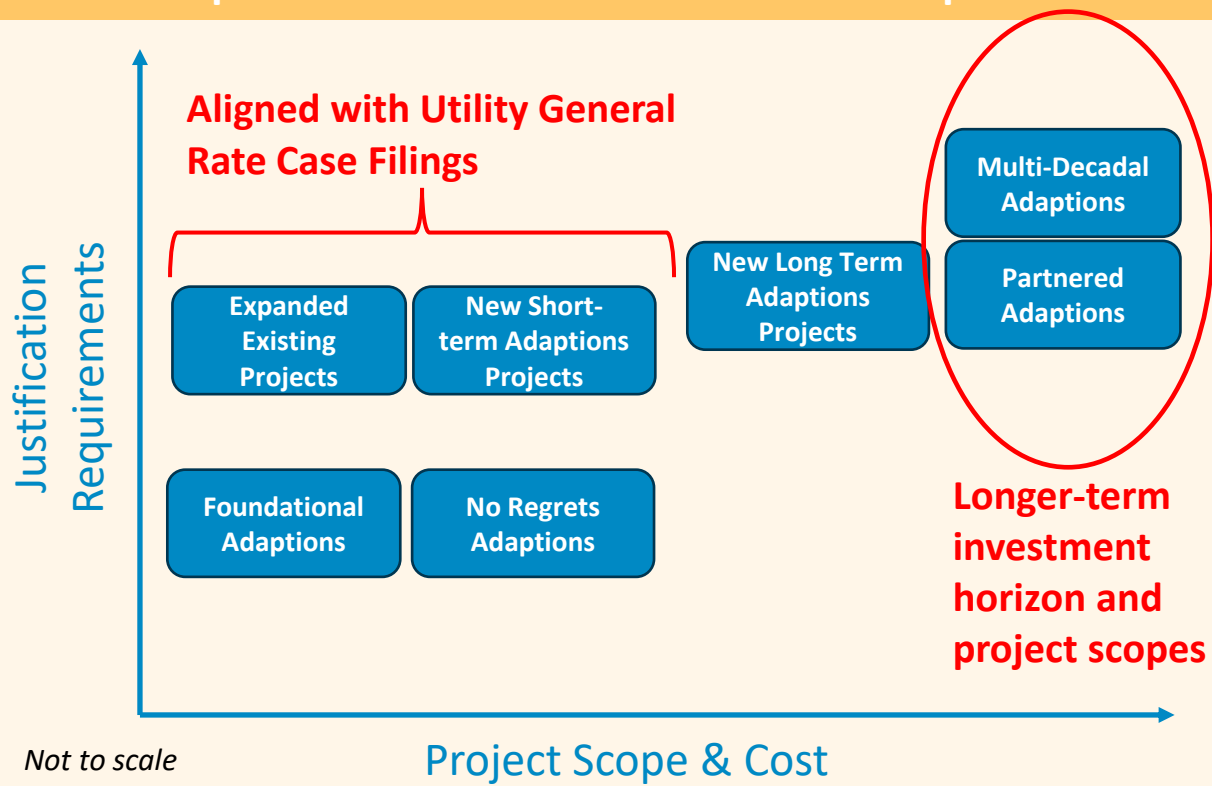 Aligned with Utility General
Rate Case Filings
Multi-Decadal
Adaptions
Partnered
Adaptions
New Long Term
Adaptions
Projects
Expanded
Existing
Projects
New Short-
term Adaptions
Projects
Foundational
Adaptions
No Regrets
Adaptions
Longer-term
investment
horizon and
project scopes
Justification
Requirements
Not to scale
Project Scope & Cost